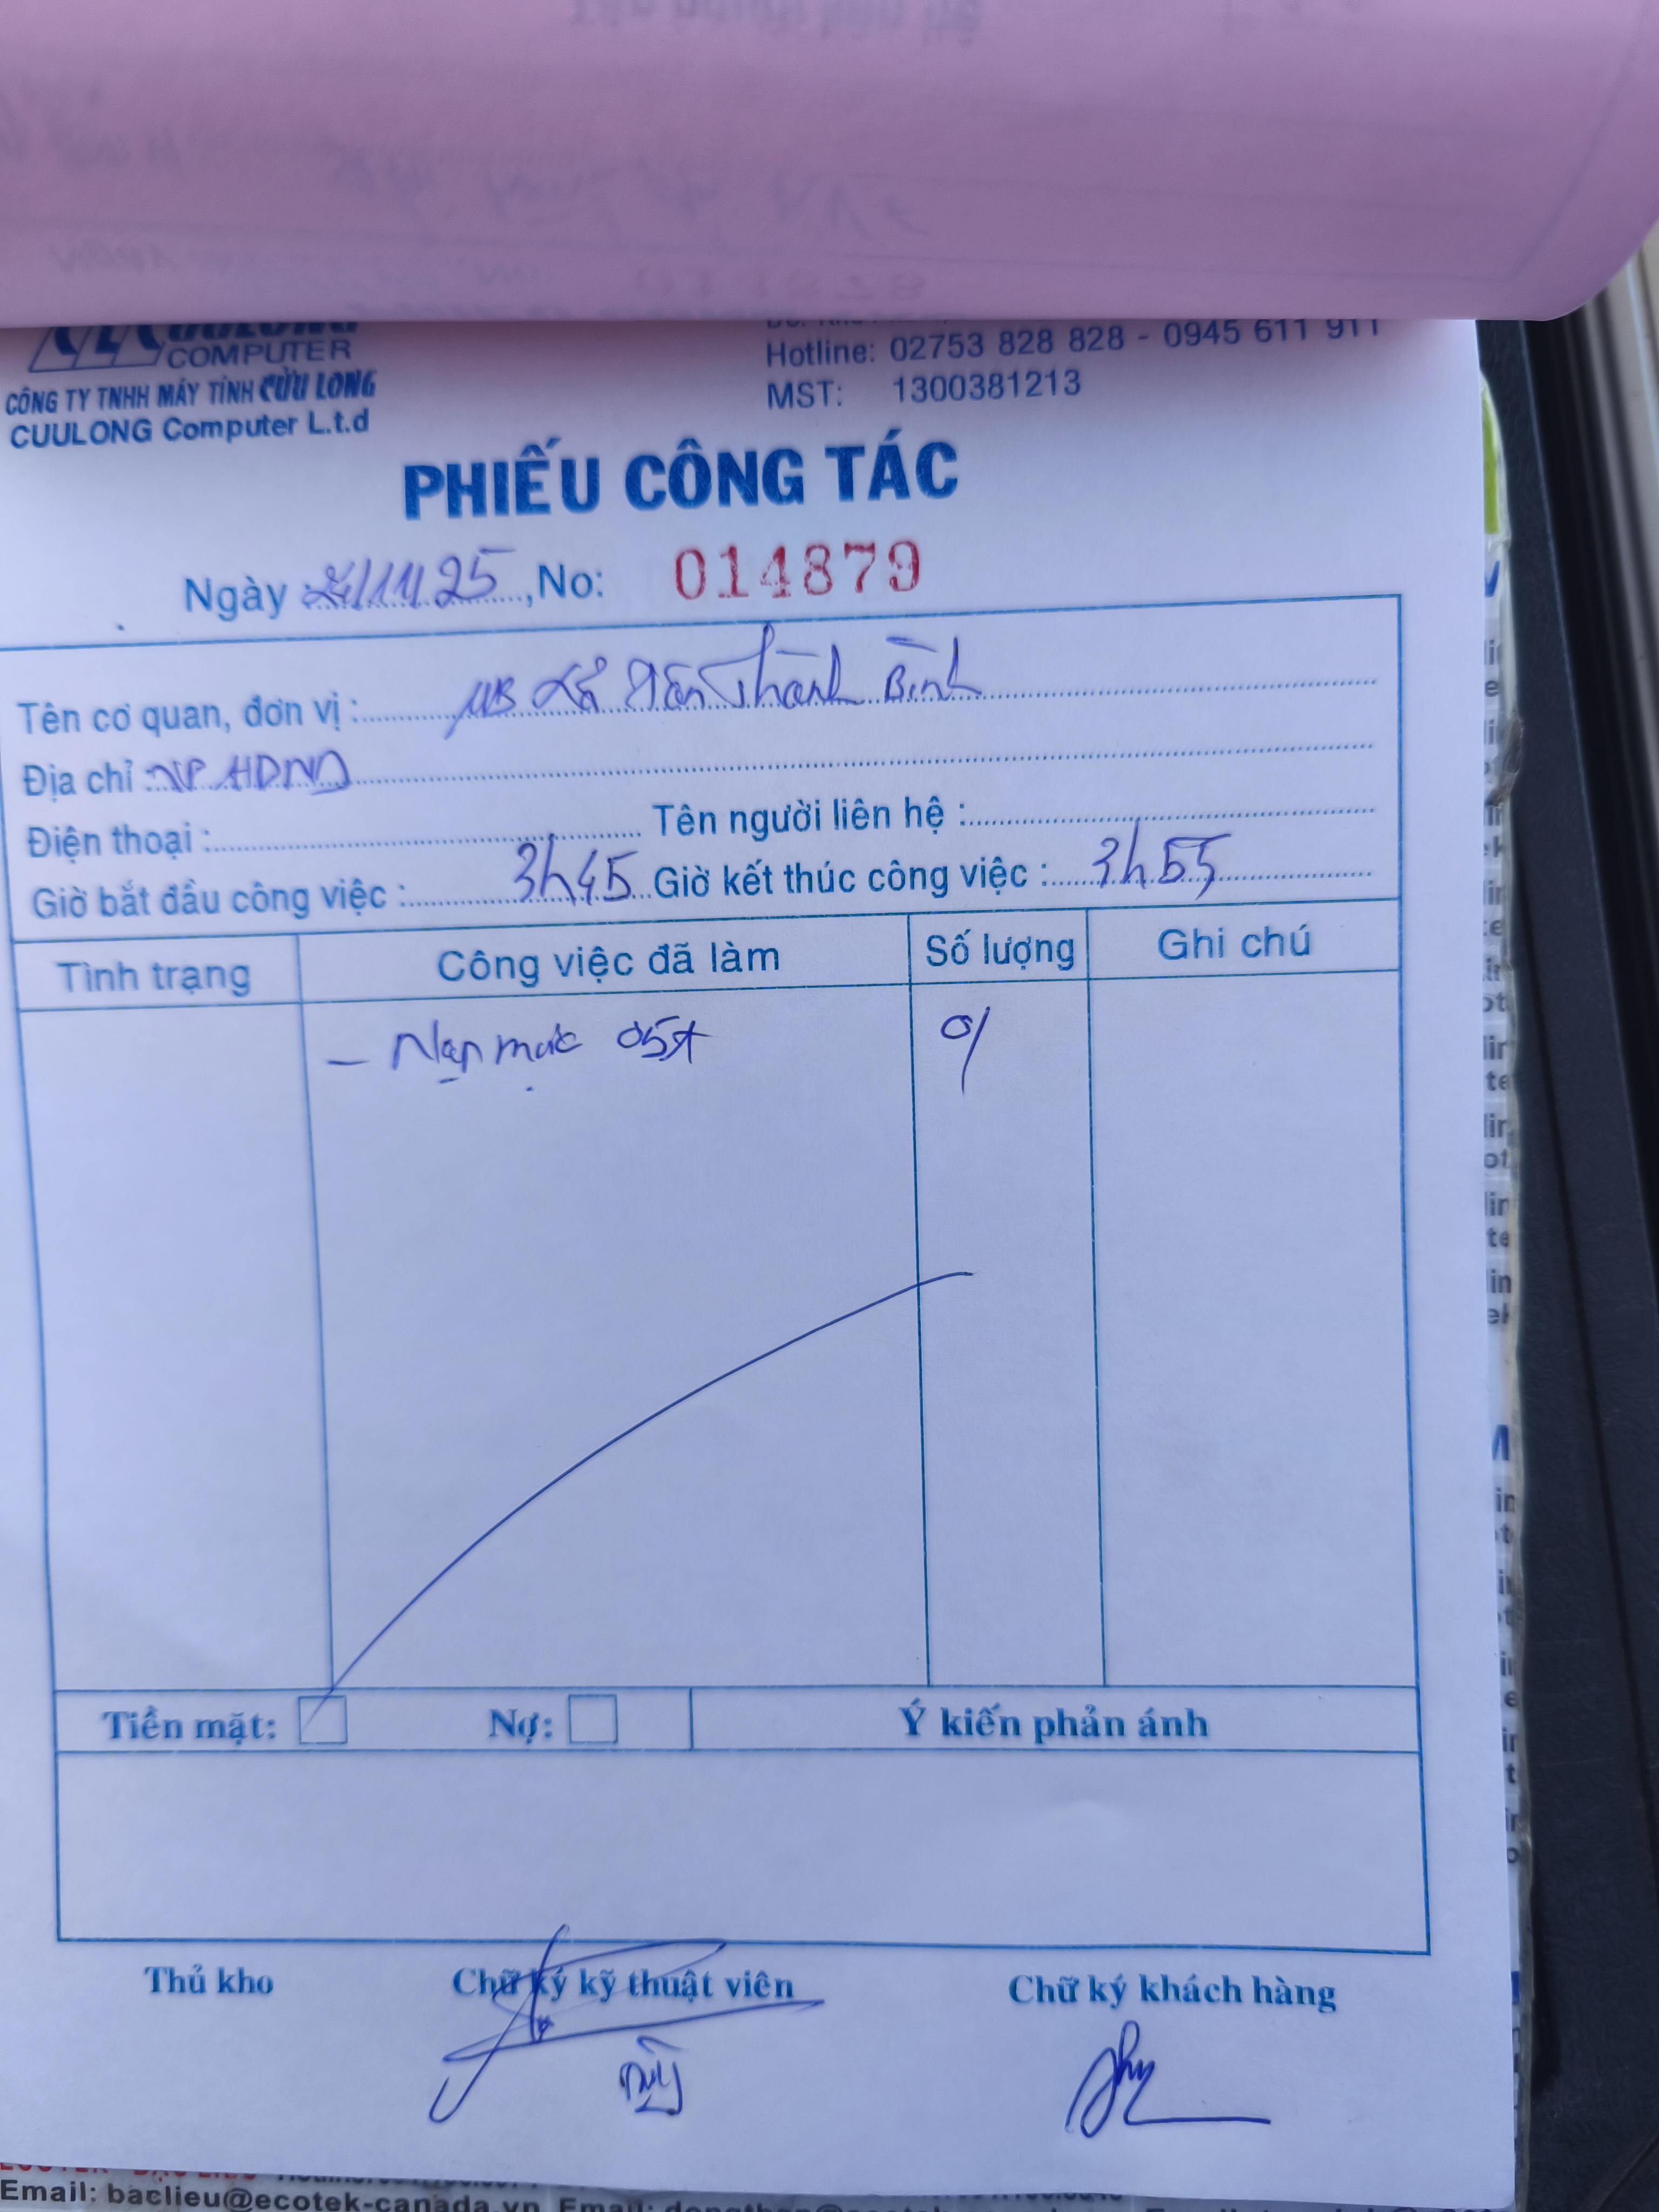 CUULONG
COMPUTER
CÔNG TY TNHH MÁY TÍNH CỬU LONG
CUULONG Computer L.t.d
Hotline: 02753 828 828 - 0945 611 911
MST: 1300381213
PHIẾU CÔNG TÁC
Ngày : /11/25 , No: 014879
Tên cơ quan, đơn vị : UB Xã Tân Thành Bình
Địa chỉ : VP HĐND
Điện thoại : Tên người liên hệ :
Giờ bắt đầu công việc : 3h45 Giờ kết thúc công việc : 3h55
Tình trạng Công việc đã làm Số lượng Ghi chú
- Nạp mực 05A 01
Tiền mặt: Nợ: Ý kiến phản ánh
Thủ kho Chữ ký kỹ thuật viên Chữ ký khách hàng
Email: baclieu@ecotek-canada.vn